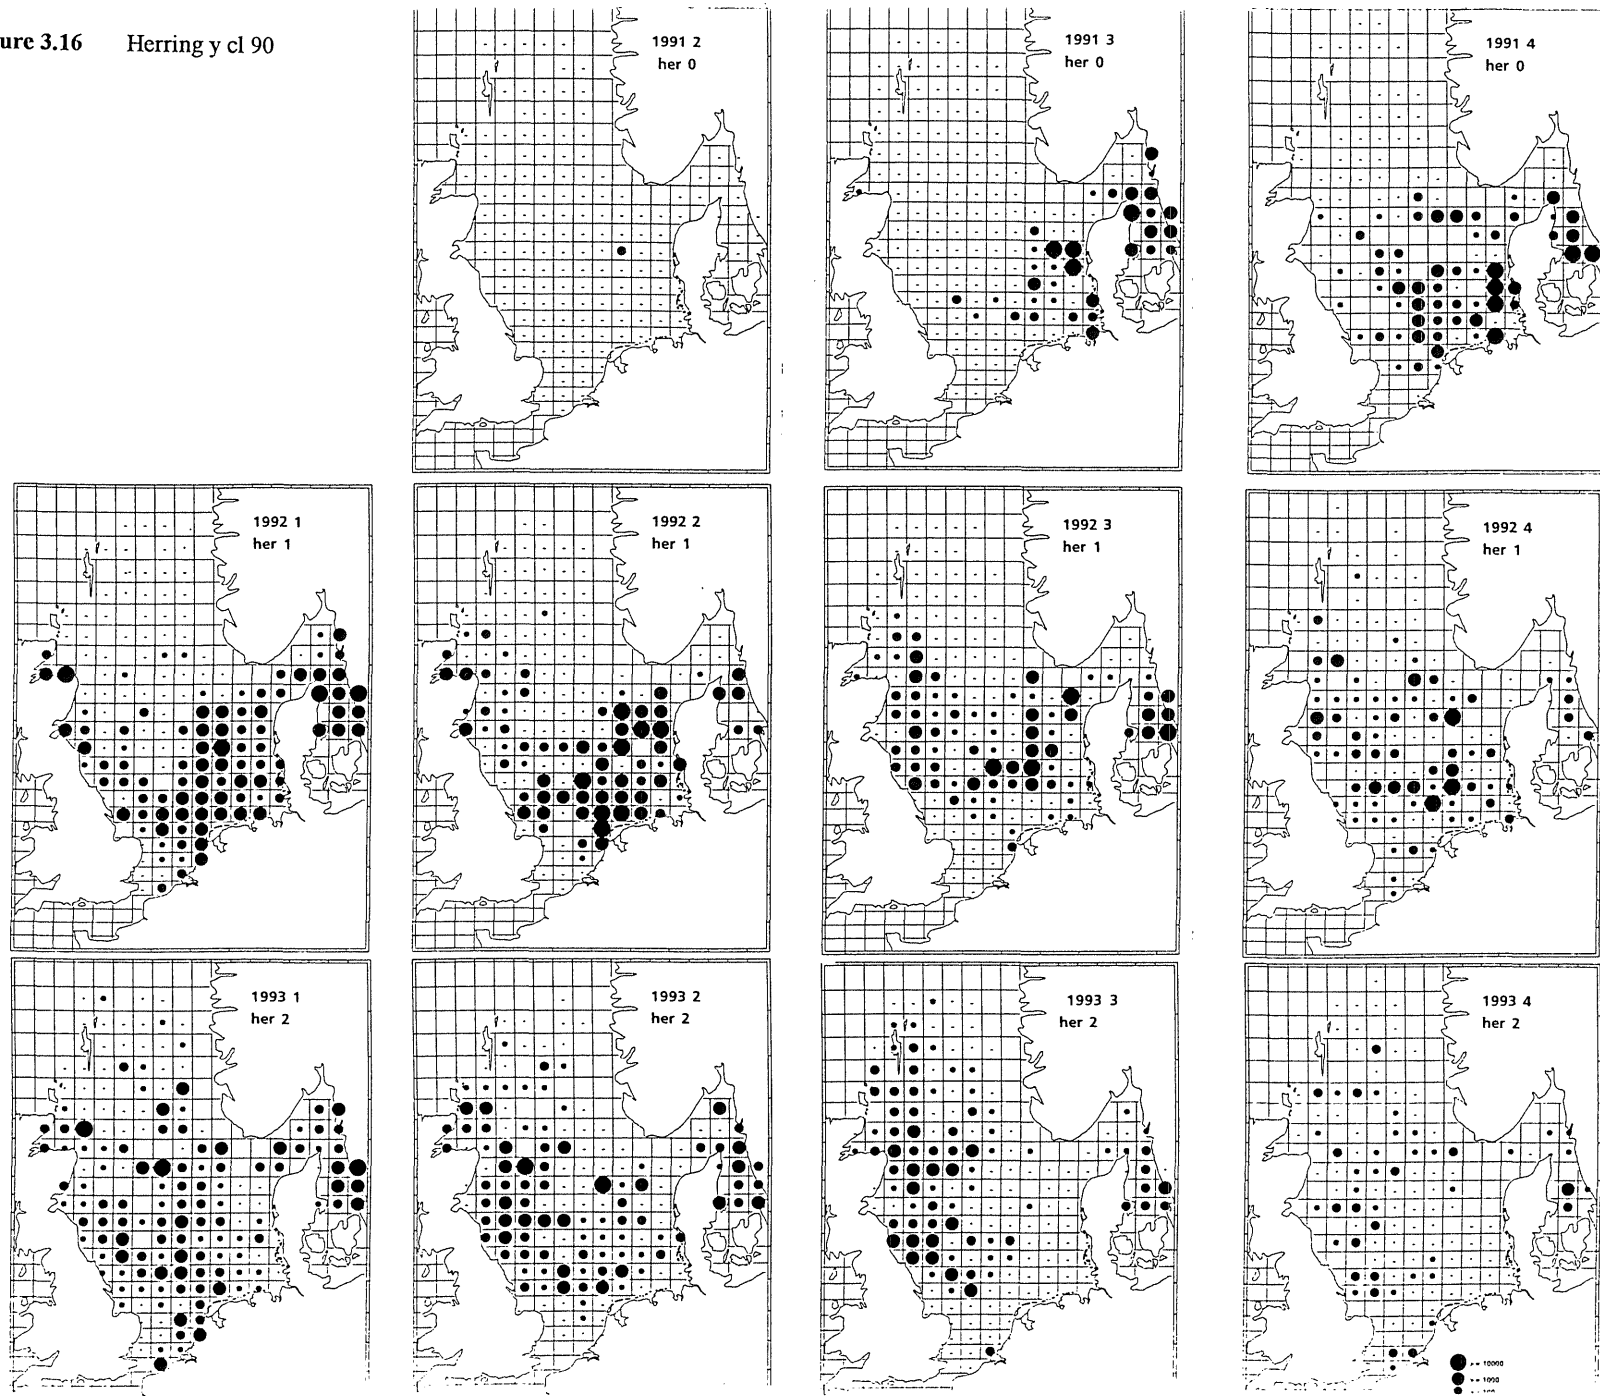 ure 3.16 Herring y cl 90
1991 2
her 0
1991 3
her 0
1991 4
her 0
1992 1
her 1
1992 2
her 1
1992 3
her 1
1992 4
her 1
1993 1
her 2
1993 2
her 2
1993 3
her 2
1993 4
her 2
>= 10000
>= 1000